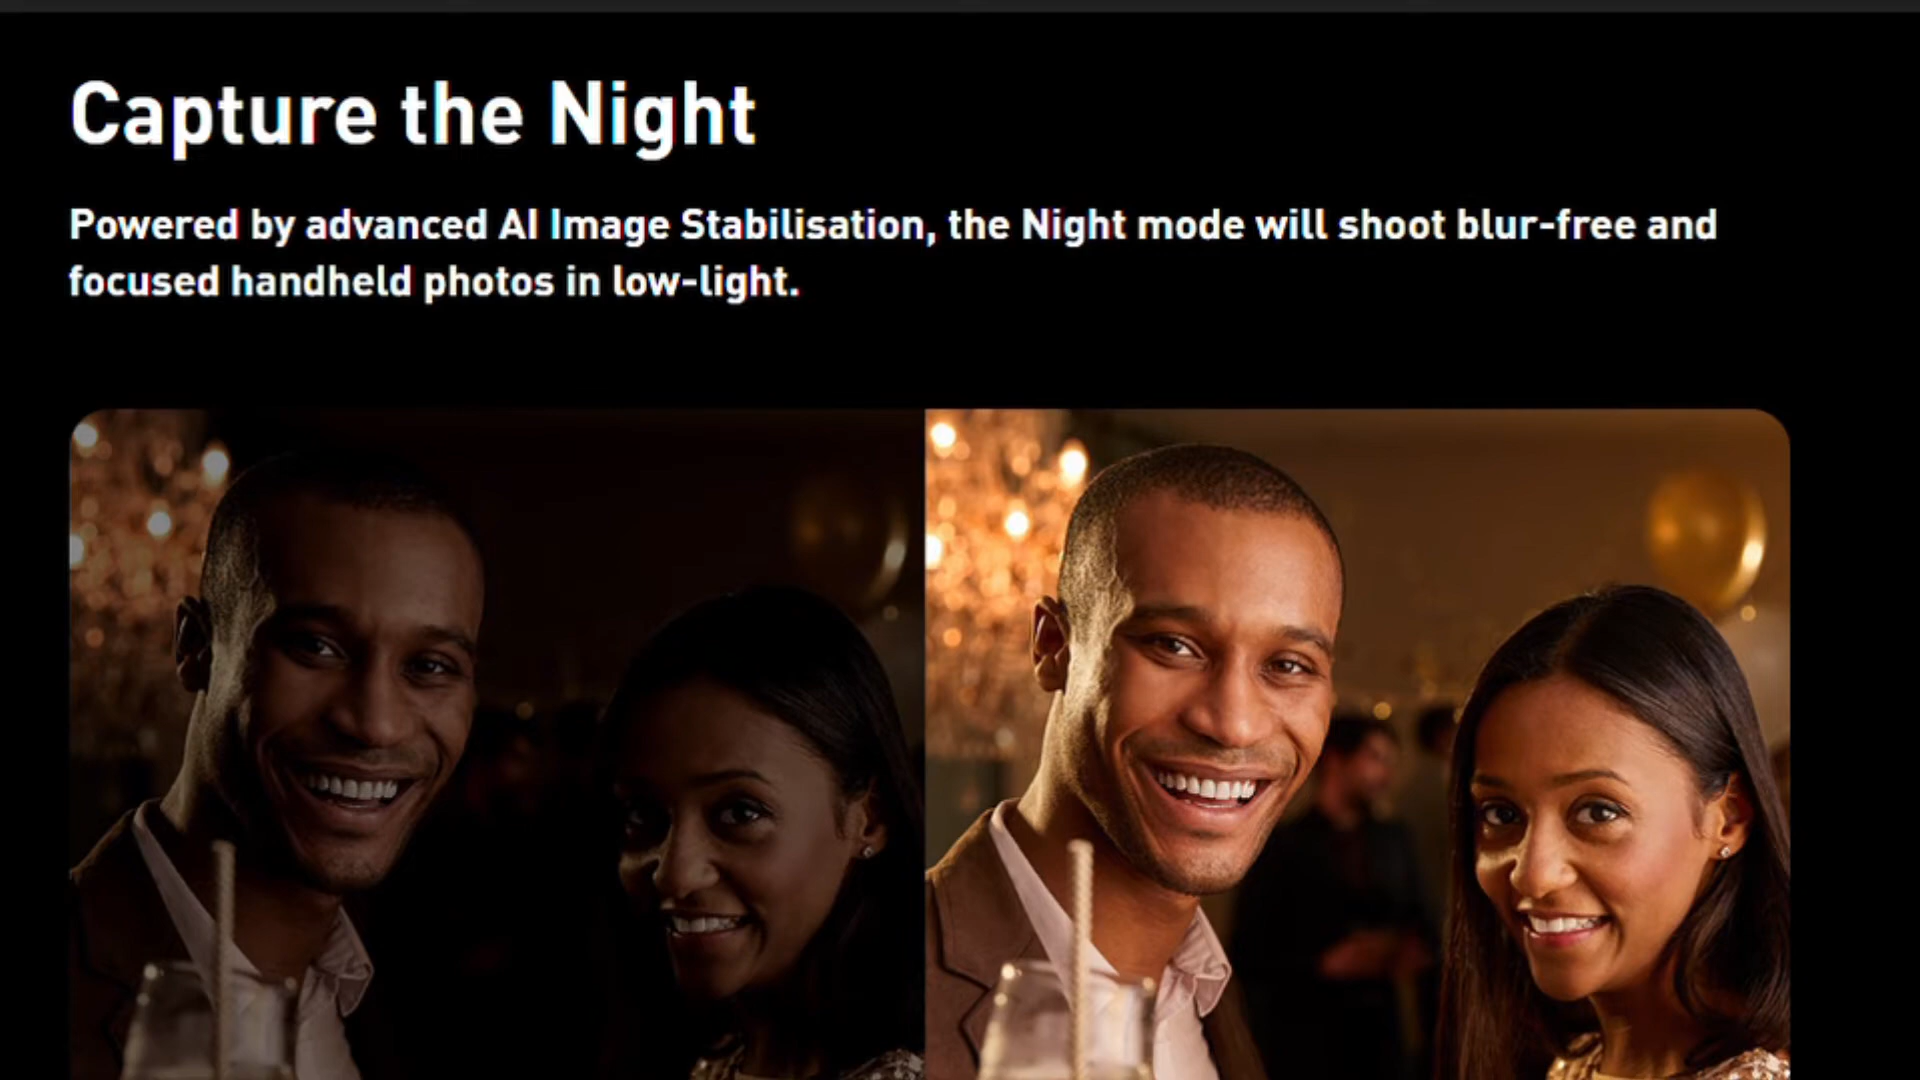 Capture the Night
Powered by advanced AI Image Stabilisation, the Night mode will shoot blur-free and
focused handheld photos in low-light.